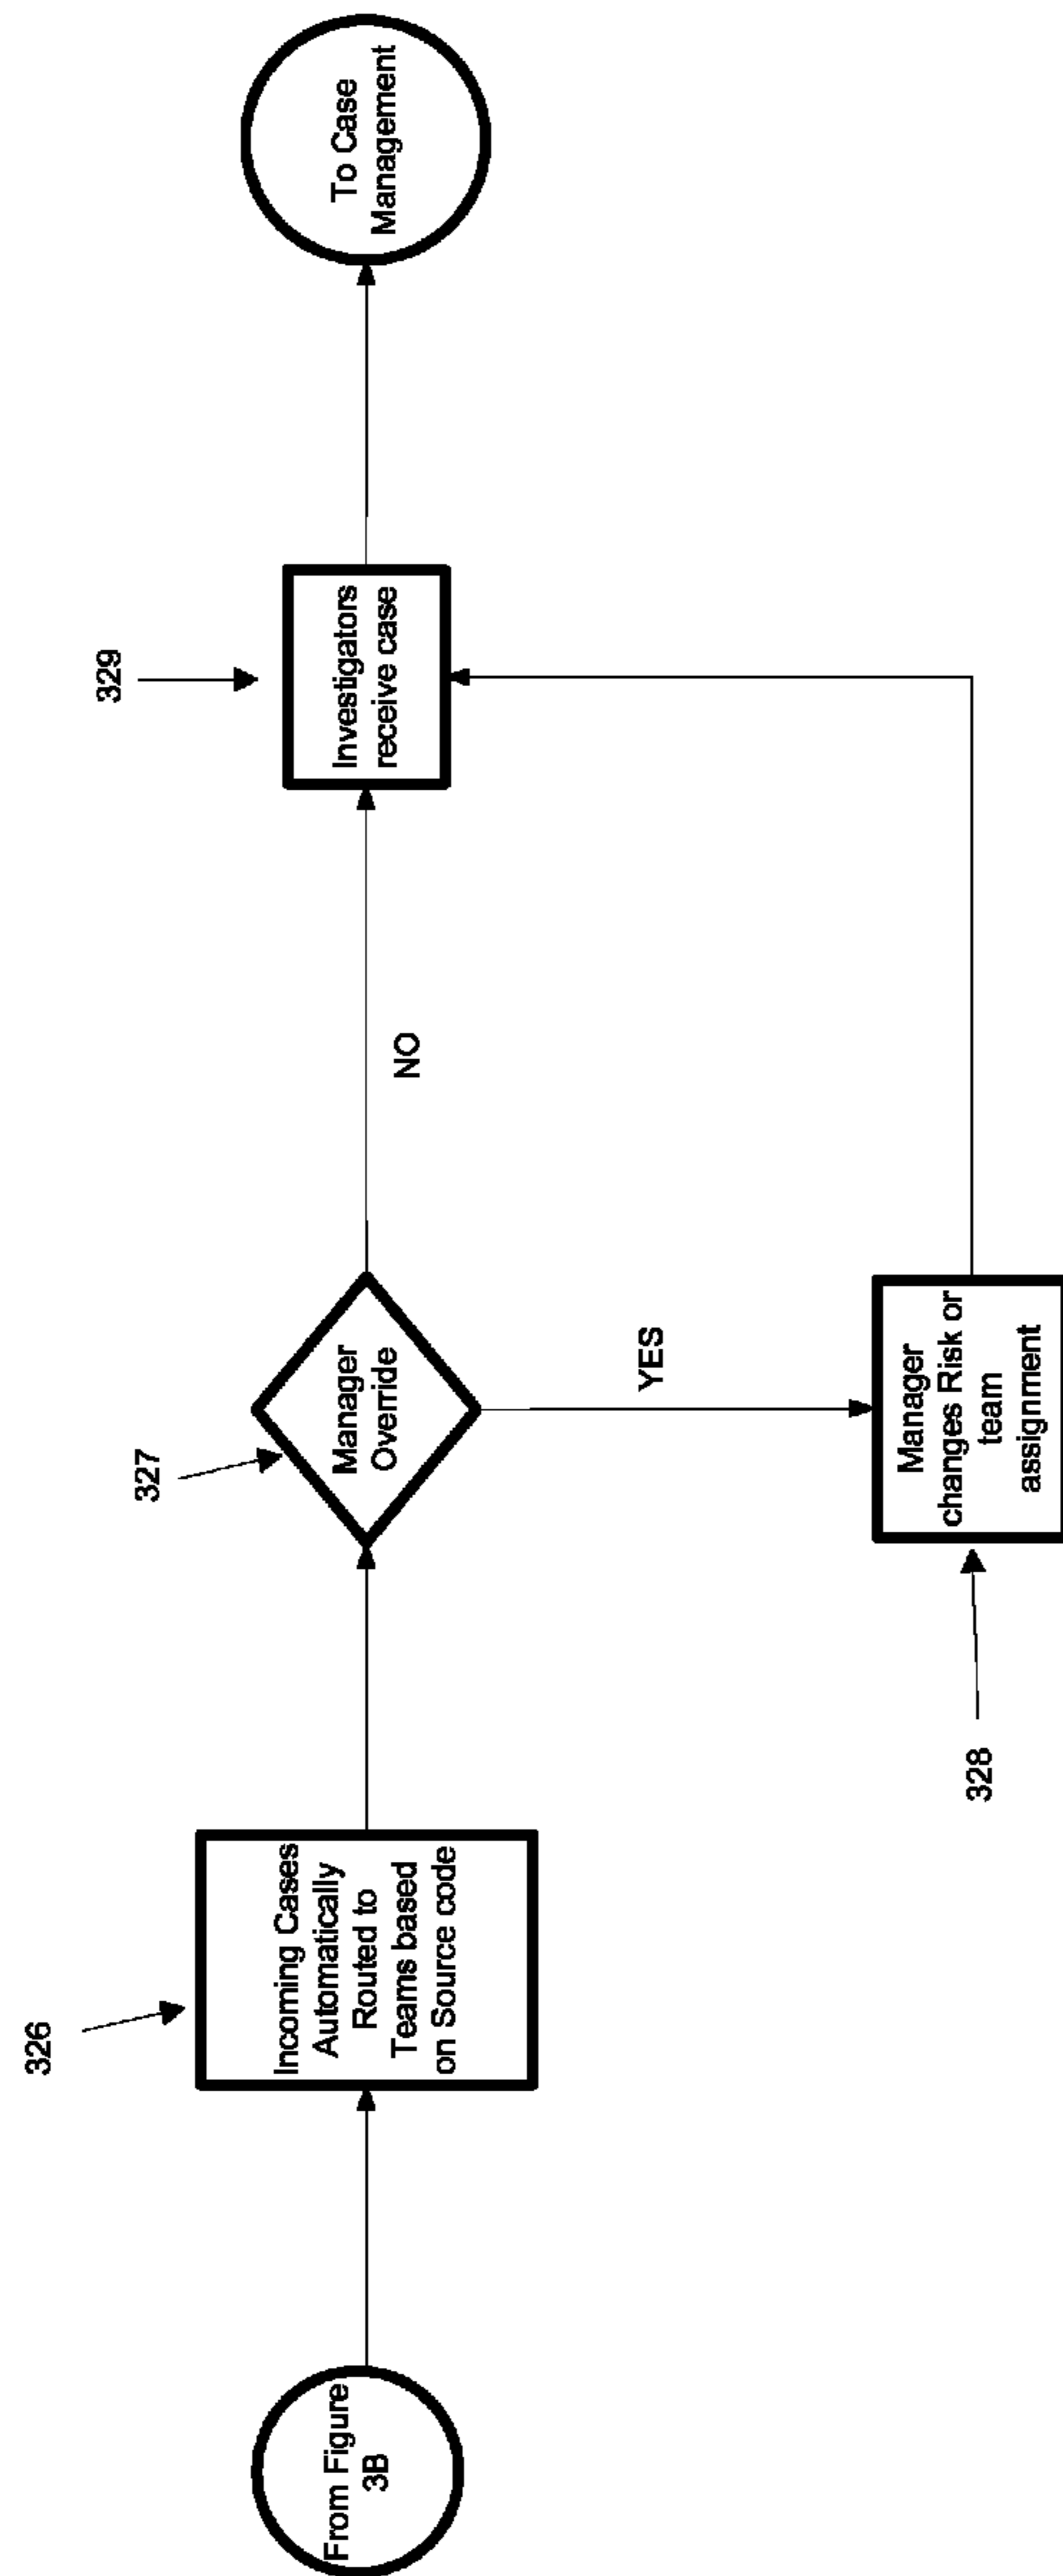 From Figure
3B
326
Incoming Cases
Automatically
Routed to
Teams based
on Source code
327
Manager
Override
NO
YES
328
Manager
changes Risk or
team
assignment
329
Investigators
receive case
To Case
Management